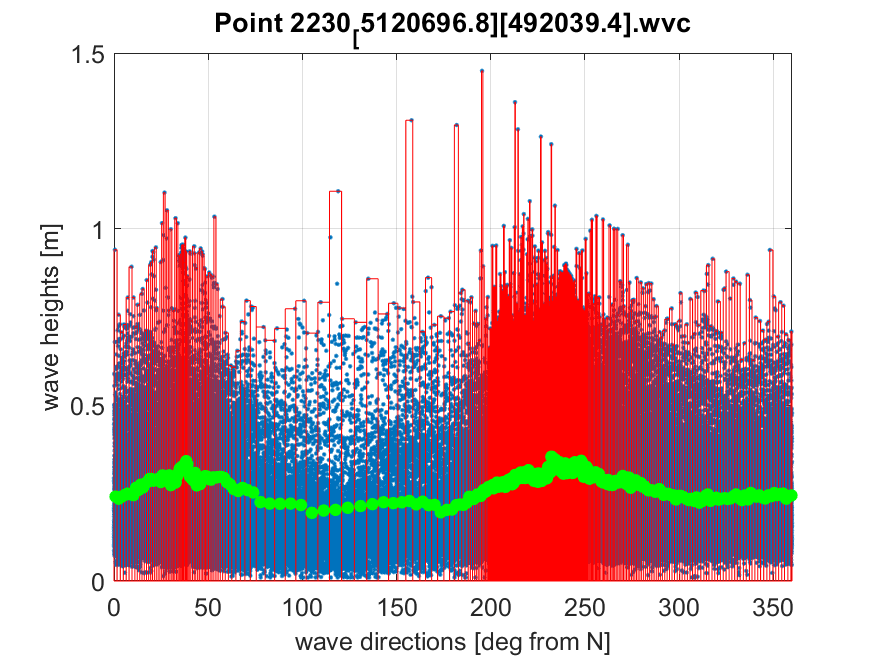 Point 2230[5120696.8][492039.4].wvc
1.5
1
0.5
0
wave heights [m]
0 50 100 150 200 250 300 350
wave directions [deg from N]